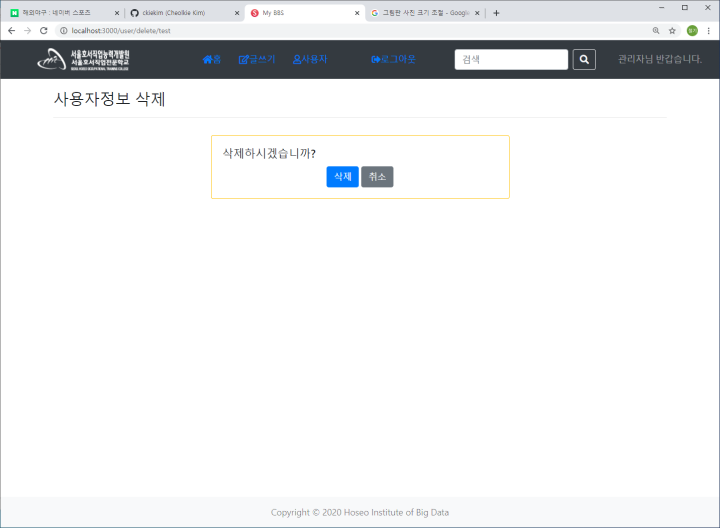 해외야구 : 네이버 스포츠
ckiekim (Cheolkie Kim)
My BBS
그림판 사진 크기 조절 - Google
localhost:3000/user/delete/test
서울호서직업능력개발원
서울호서직업전문학교
홈
글쓰기
사용자
로그아웃
검색
관리자님 반갑습니다.
사용자정보 삭제
삭제하시겠습니까?
삭제
취소
Copyright © 2020 Hoseo Institute of Big Data